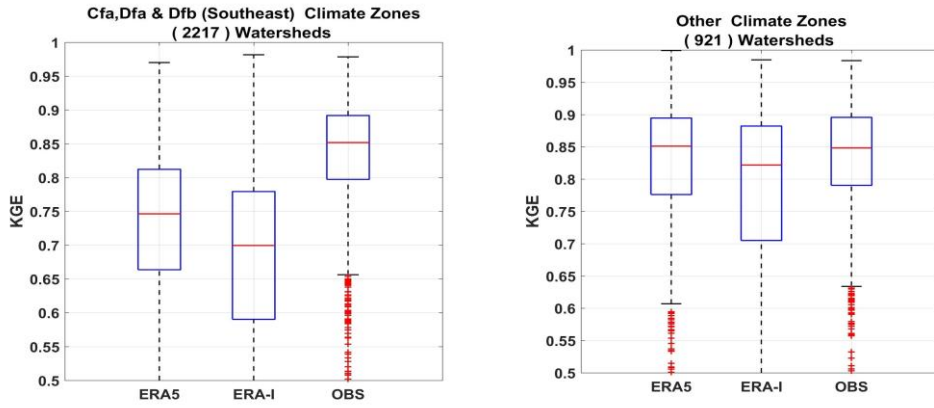 Cfa,Dfa & Dfb (Southeast) Climate Zones
( 2217 ) Watersheds
KGE
1
0.95
0.9
0.85
0.8
0.75
0.7
0.65
0.6
0.55
0.5
ERA5 ERA-I OBS
Other Climate Zones
( 921 ) Watersheds
KGE
1
0.95
0.9
0.85
0.8
0.75
0.7
0.65
0.6
0.55
0.5
ERA5 ERA-I OBS